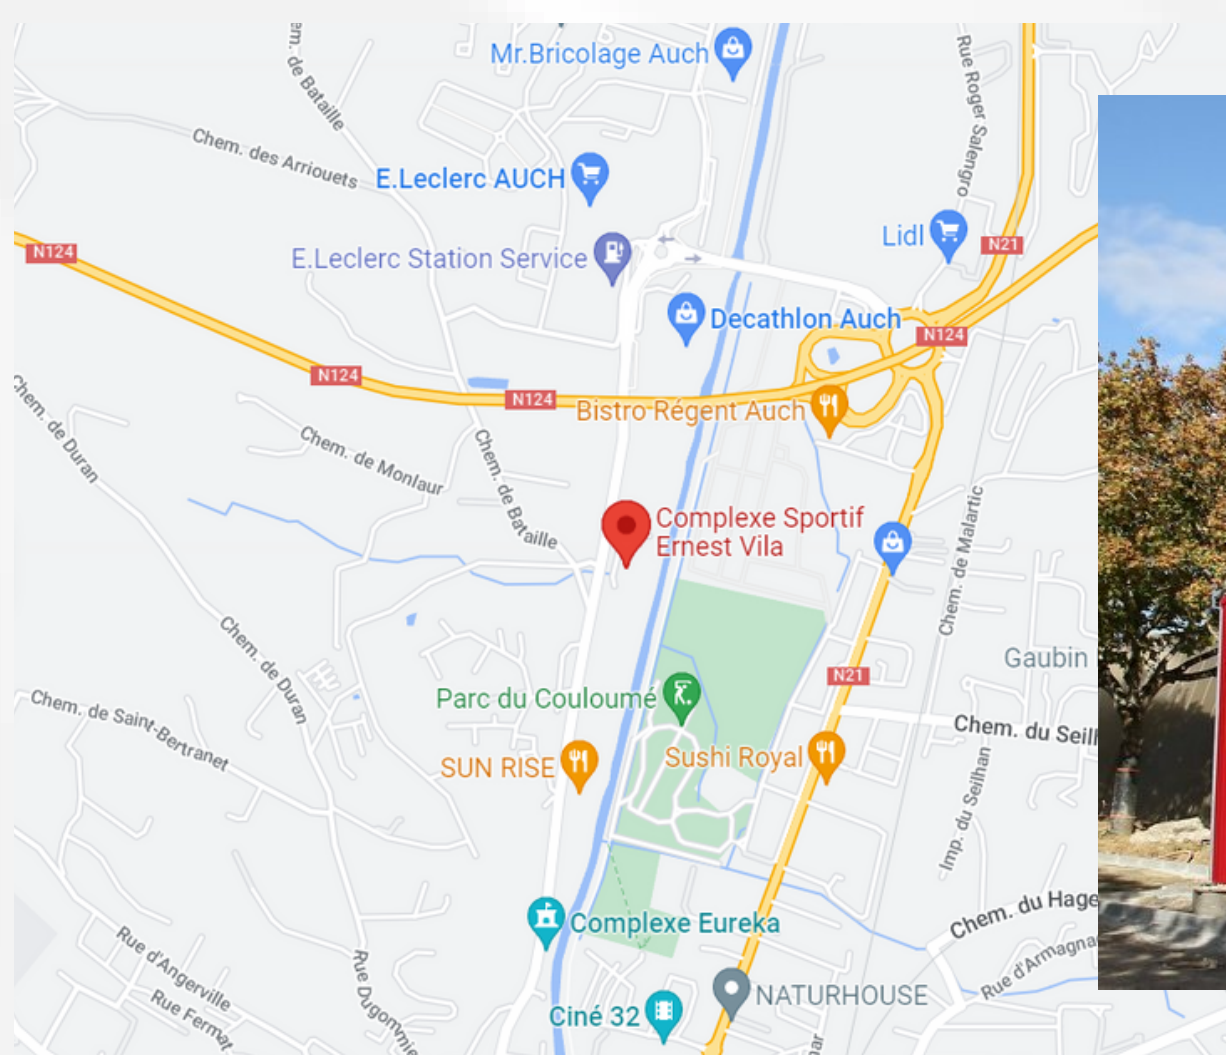 Mr.Bricolage Auch
em. de Bataille
Rue Roger Salengro
Chem. des Arriouets
E.Leclerc AUCH
Lidl
N21
N124
E.Leclerc Station Service
Decathlon Auch
N124
N124
N124
Bistro Régent Auch
Chem. de Duran
Chem. de Monlaur
Chem. de Bataille
Complexe Sportif
Ernest Vila
Chem. de Malartic
Chem. de Duran
Gaubin
N21
Parc du Couloumé
Chem. de Saint-Bertranet
Chem. du Seilh
Sushi Royal
SUN RISE
Imp. du Seilhan
Chem. du Hage
Complexe Eureka
Rue d'Angerville
Rue d'Armagna
Rue Fermat
Rue Dugommie
NATURHOUSE
Ciné 32